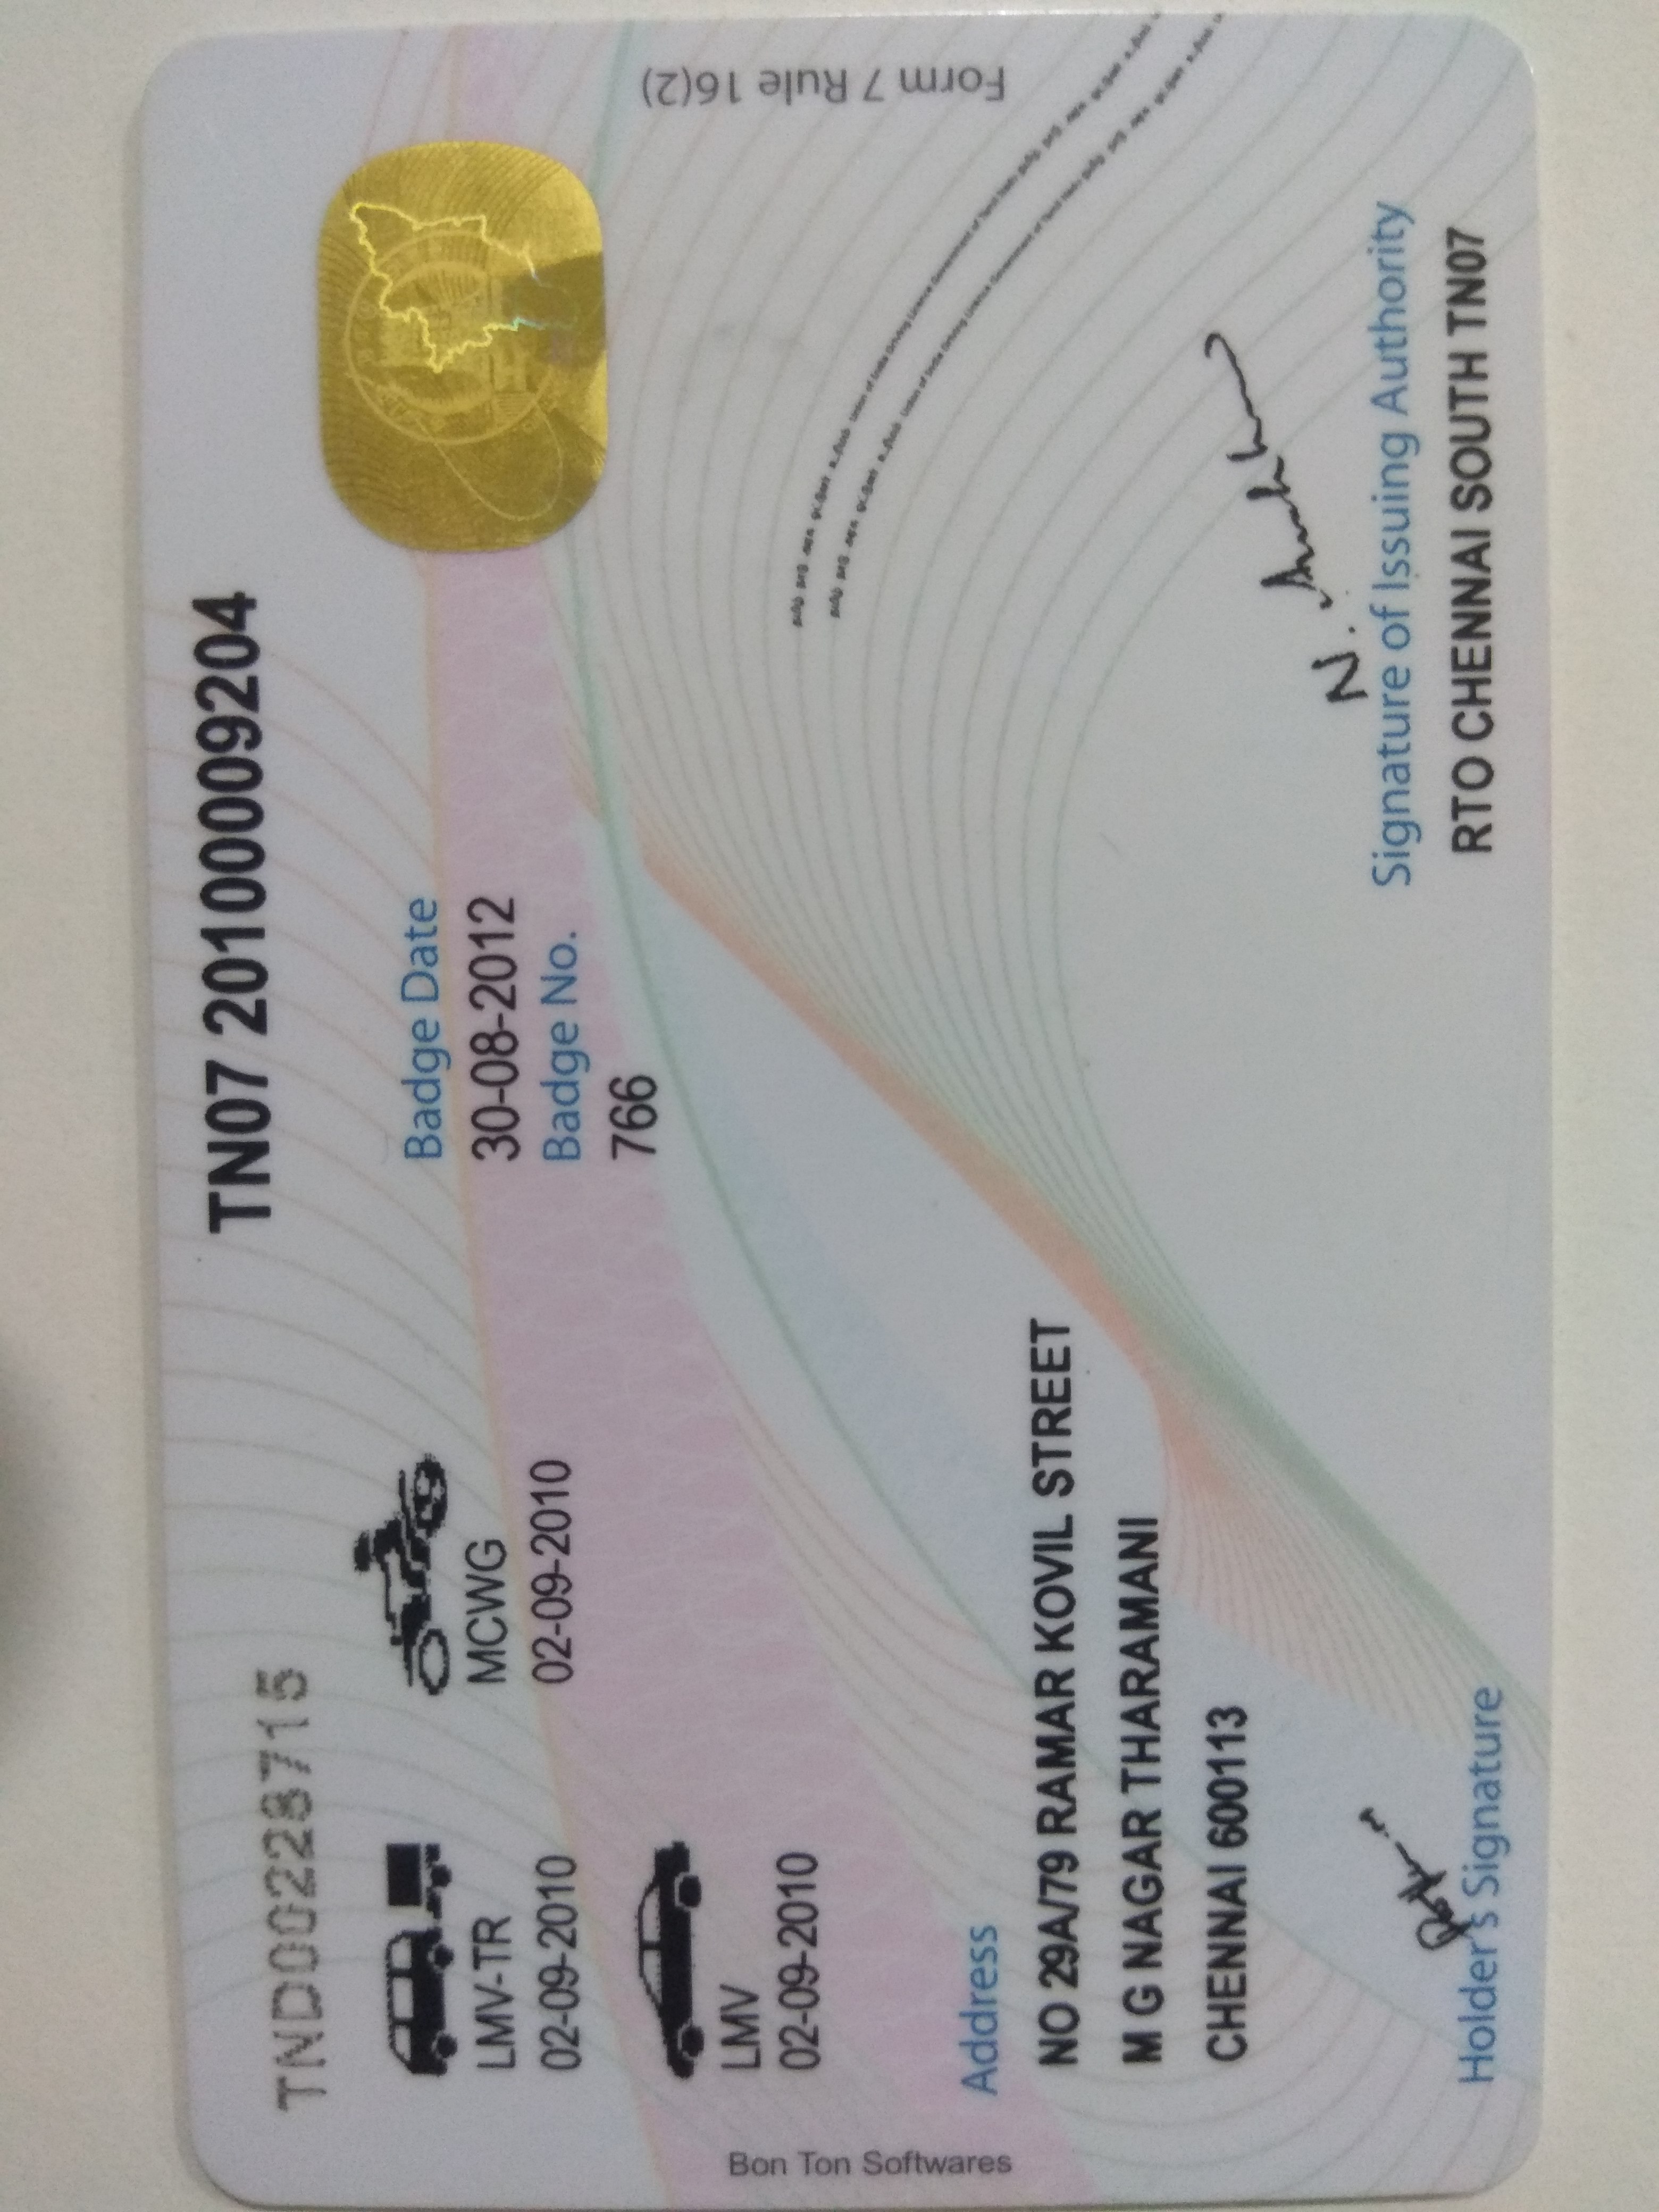 TND00228715
TN07 20100009204
LMV-TR
02-09-2010
MCWG
02-09-2010
Badge Date
30-08-2012
Badge No.
766
LMV
02-09-2010
Form 7 Rule 16(2)
Address
NO 29A/79 RAMAR KOVIL STREET
M G NAGAR THARAMANI
CHENNAI 600113
Holder's Signature
Signature of Issuing Authority
RTO CHENNAI SOUTH TN07
Bon Ton Softwares